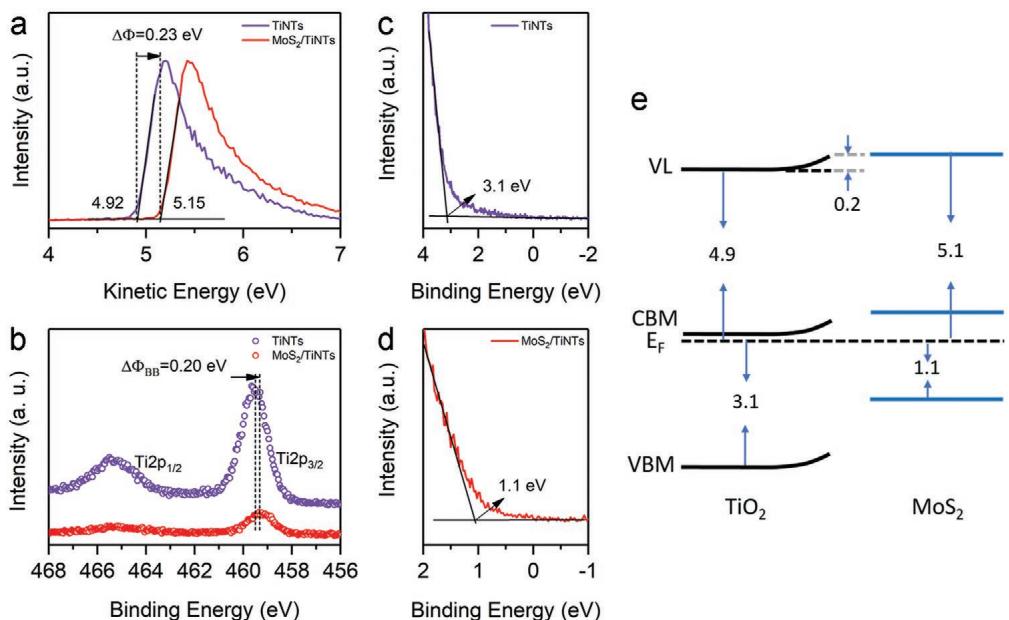 a
TiNTs
MoS₂/TiNTs
ΔΦ=0.23 eV
4.92
5.15
Intensity (a.u.)
4 5 6 7
Kinetic Energy (eV)
b
TiNTs
MoS₂/TiNTs
ΔΦBB=0.20 eV
Ti2p1/2
Ti2p3/2
Intensity (a. u.)
468 466 464 462 460 458 456
Binding Energy (eV)
c
TiNTs
3.1 eV
Intensity (a.u.)
4 2 0 -2
Binding Energy (eV)
d
MoS₂/TiNTs
1.1 eV
Intensity (a.u.)
2 1 0 -1
Binding Energy (eV)
e
VL
0.2
4.9
5.1
CBM
EF
1.1
3.1
VBM
TiO₂
MoS₂